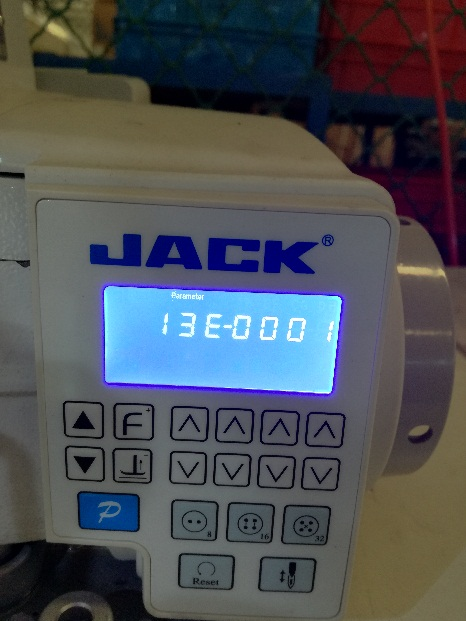 JACK®
Parameter
13E-0001
F+
P
8
16
32
Reset